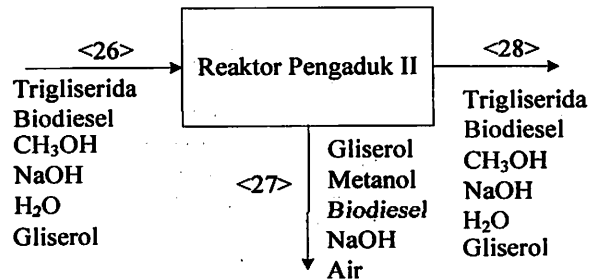 <26>
Trigliserida
Biodiesel
CH₃OH
NaOH
H₂O
Gliserol
Reaktor Pengaduk II
<27>
Gliserol
Metanol
Biodiesel
NaOH
Air
<28>
Trigliserida
Biodiesel
CH₃OH
NaOH
H₂O
Gliserol